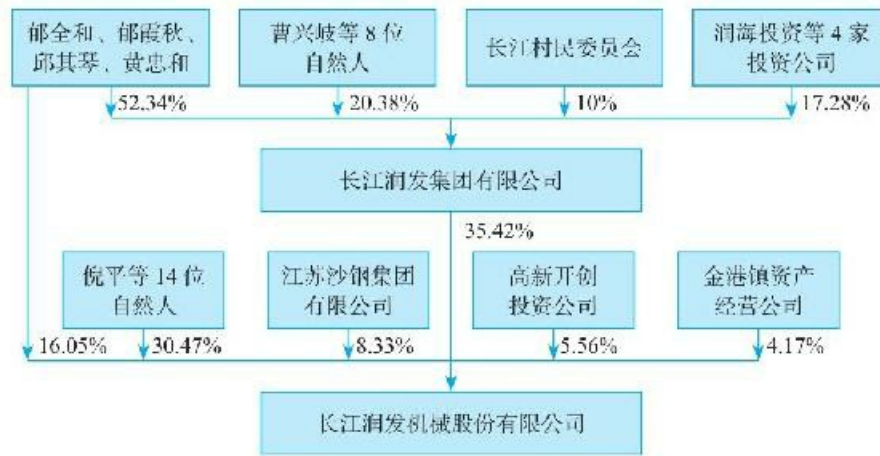 郁全和、郁霞秋、
邱其琴、黄忠和
曹兴岐等8位
自然人
长江村民委员会
润海投资等4家
投资公司
52.34%
20.38%
10%
17.28%
长江润发集团有限公司
35.42%
倪平等14位
自然人
江苏沙钢集团
有限公司
高新开创
投资公司
金港镇资产
经营公司
16.05%
30.47%
8.33%
5.56%
4.17%
长江润发机械股份有限公司